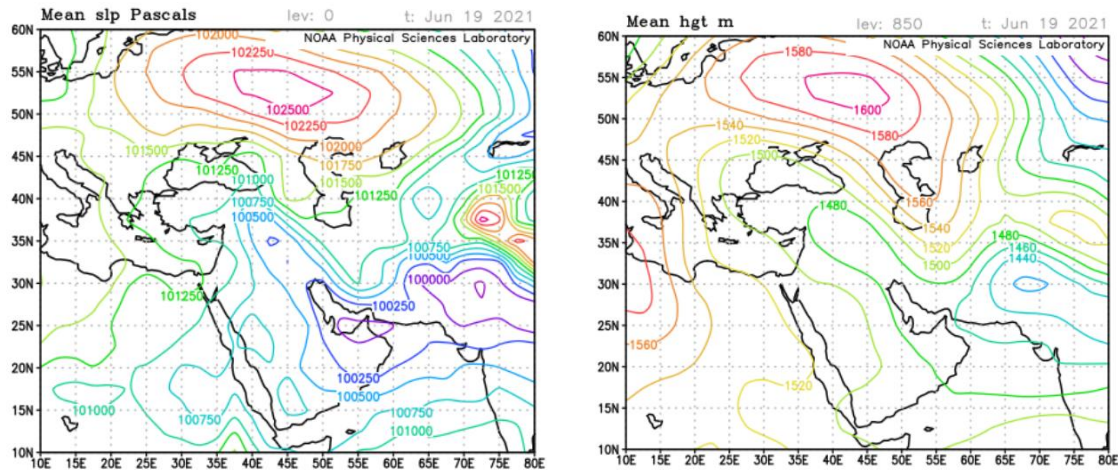 Mean slp Pascals lev: 0 t: Jun 19 2021
NOAA Physical Sciences Laboratory
60N
55N
50N
45N
40N
35N
30N
25N
20N
15N
10N
10E 15E 20E 25E 30E 35E 40E 45E 50E 55E 60E 65E 70E 75E 80E
102000
102250
102500
102250
102000
101500
101750
101250
101500
101250
101000
101250
101500
100750
100500
100750
100500
100000
101250
100250
100250
100500
101000
100750
100750
101000
Mean hgt m lev: 850 t: Jun 19 2021
NOAA Physical Sciences Laboratory
60N
55N
50N
45N
40N
35N
30N
25N
20N
15N
10N
10E 15E 20E 25E 30E 35E 40E 45E 50E 55E 60E 65E 70E 75E 80E
1580
1600
1580
1540
1520
1500
1560
1480
1540
1480
1520
1460
1500
1440
1560
1520